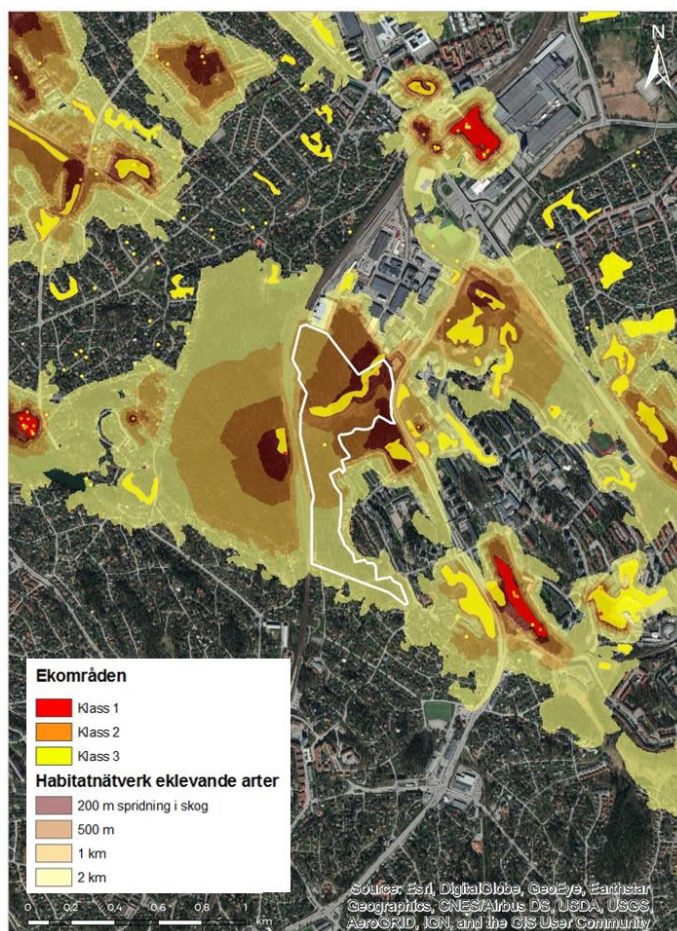 N
Ekområden
Klass 1
Klass 2
Klass 3
Habitatnätverk eklevande arter
200 m spridning i skog
500 m
1 km
2 km
0 0,2 0,4 0,6 0,8 1
km
Source: Esri, DigitalGlobe, GeoEye, Earthstar
Geographics, CNES/Airbus DS, USDA, USGS,
AeroGRID, IGN, and the GIS User Community